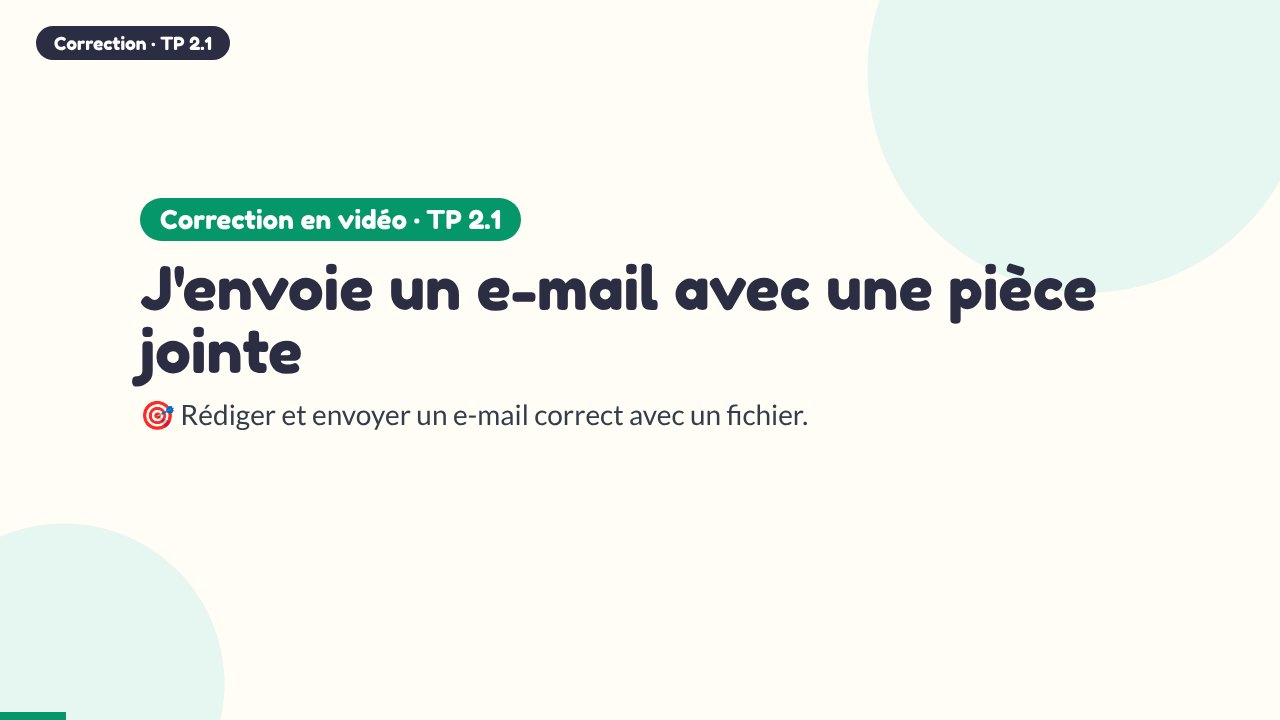 Correction · TP 2.1
Correction en vidéo · TP 2.1
J'envoie un e-mail avec une pièce
jointe
🎯 Rédiger et envoyer un e-mail correct avec un fichier.